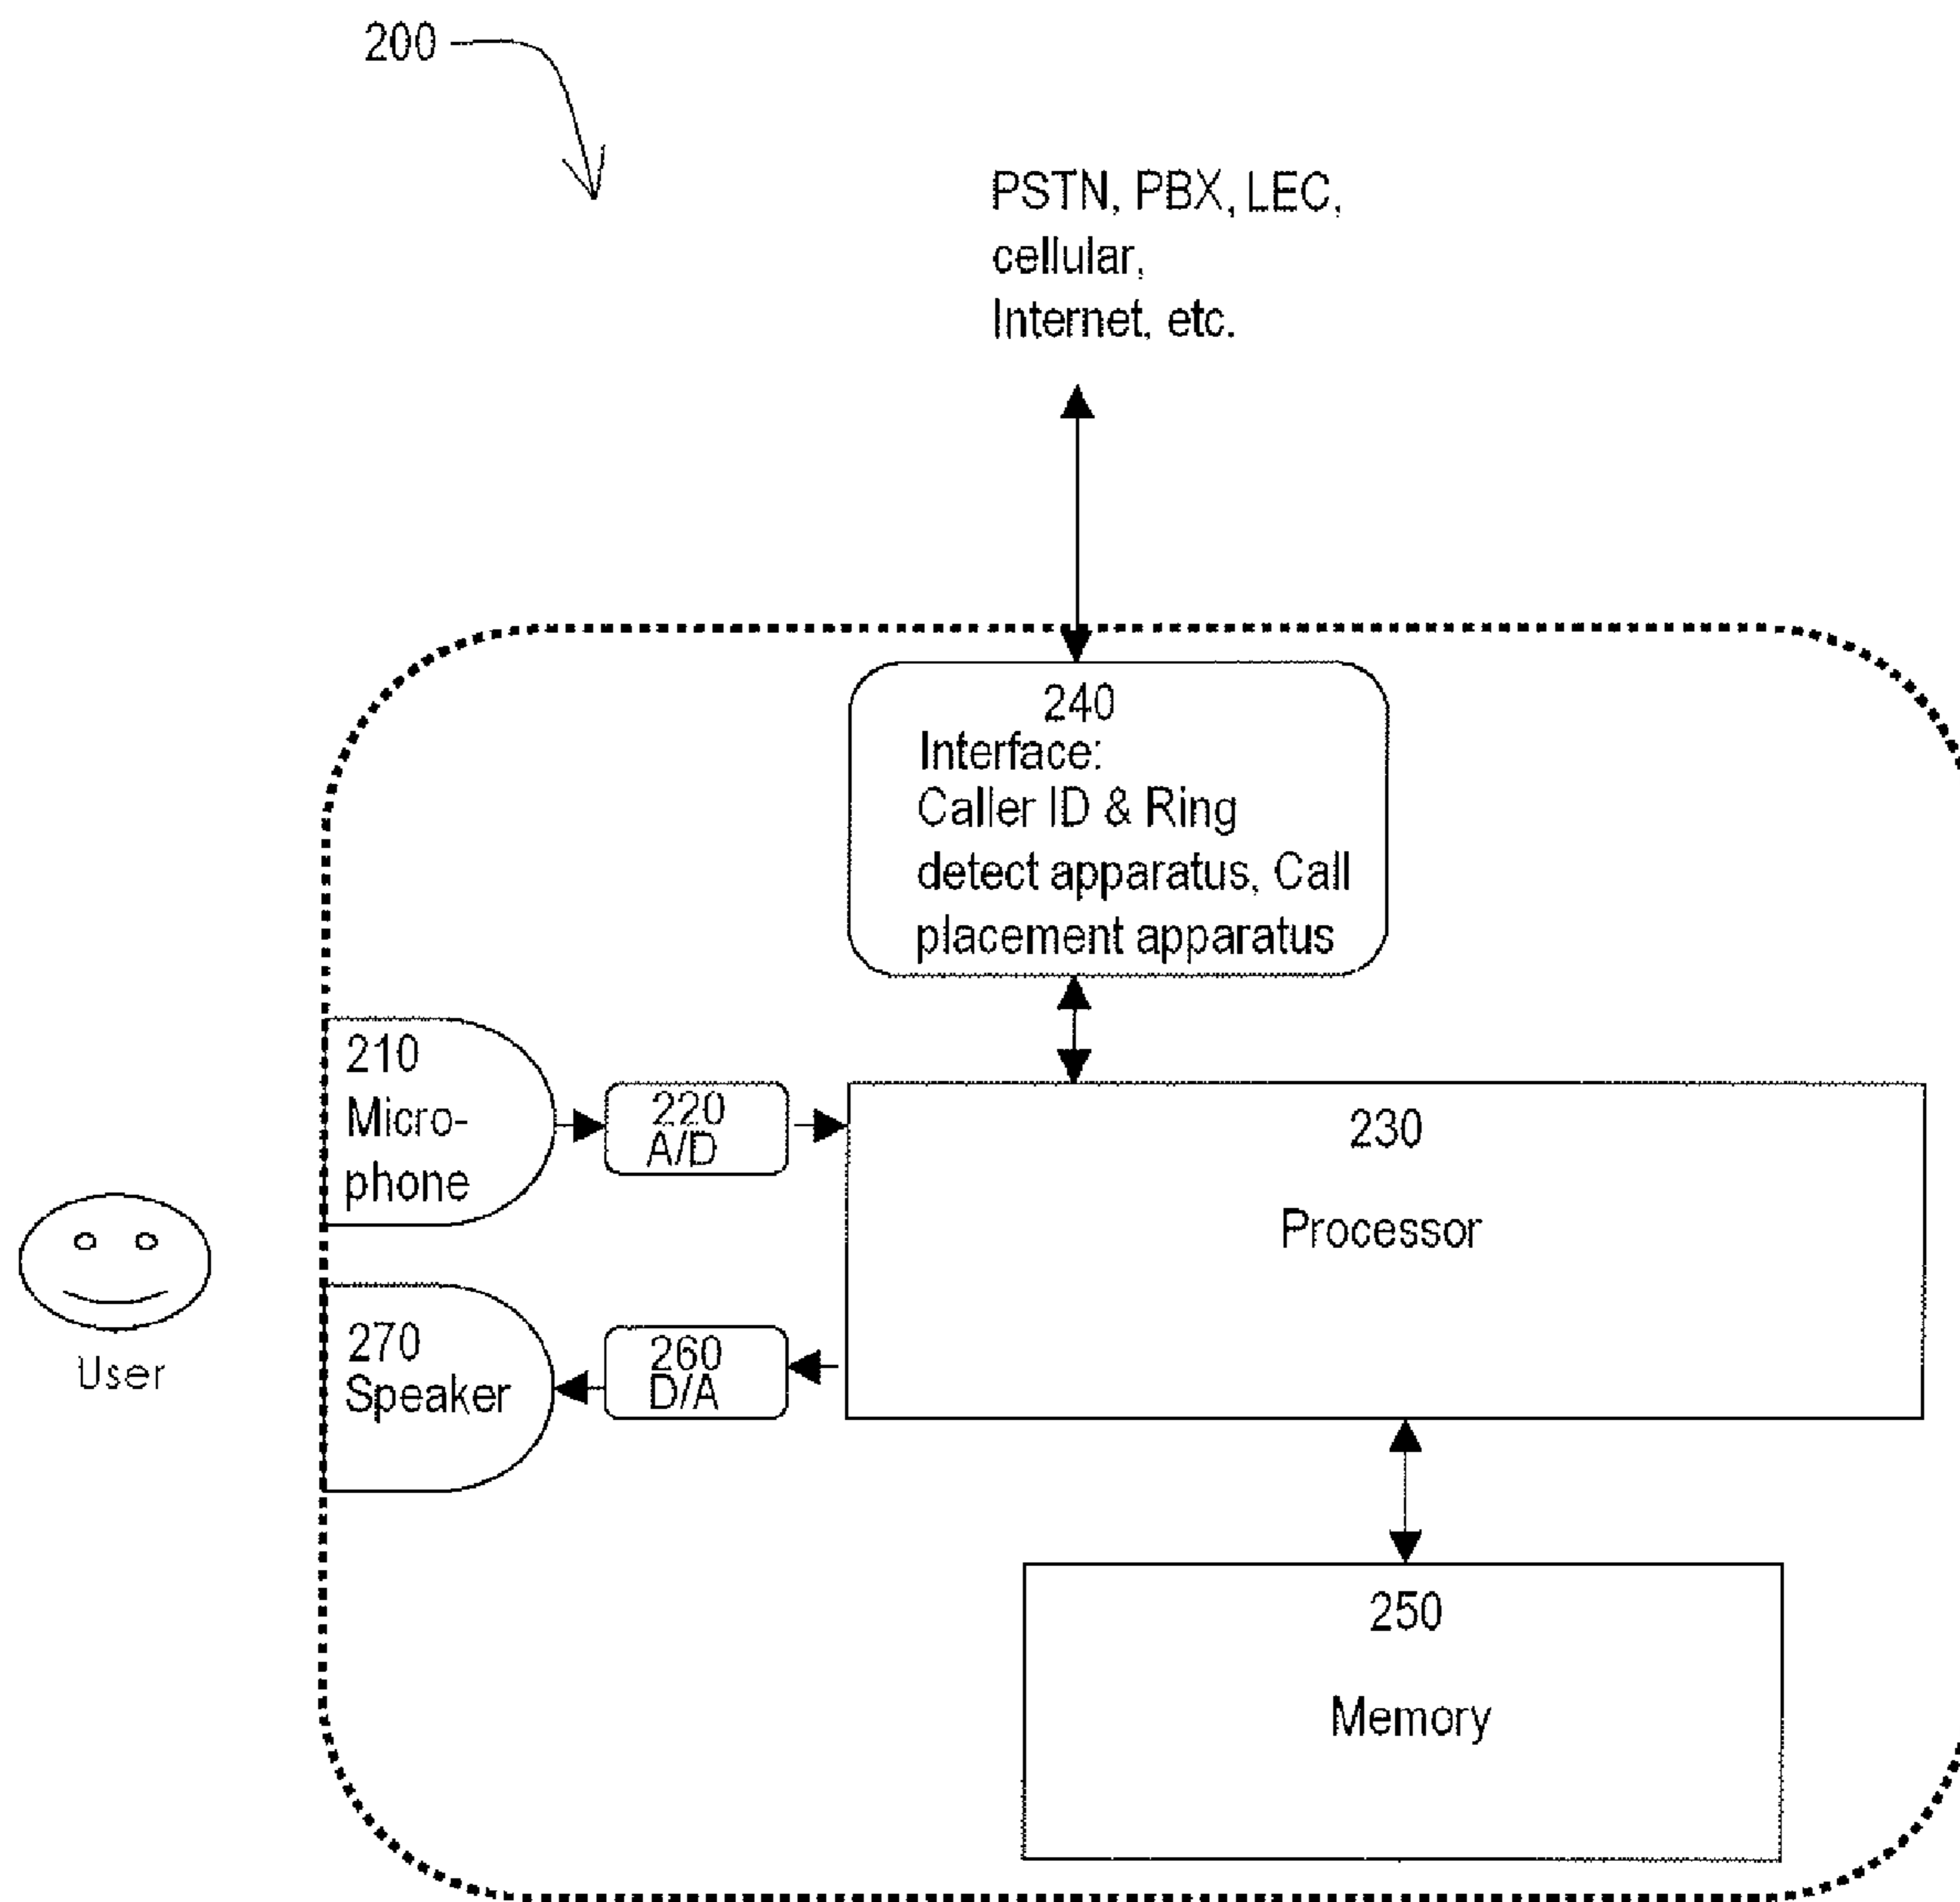 200
PSTN, PBX, LEC,
cellular,
Internet, etc.
240
Interface:
Caller ID & Ring
detect apparatus, Call
placement apparatus
210
Micro-
phone
220
A/D
230
Processor
User
270
Speaker
260
D/A
250
Memory